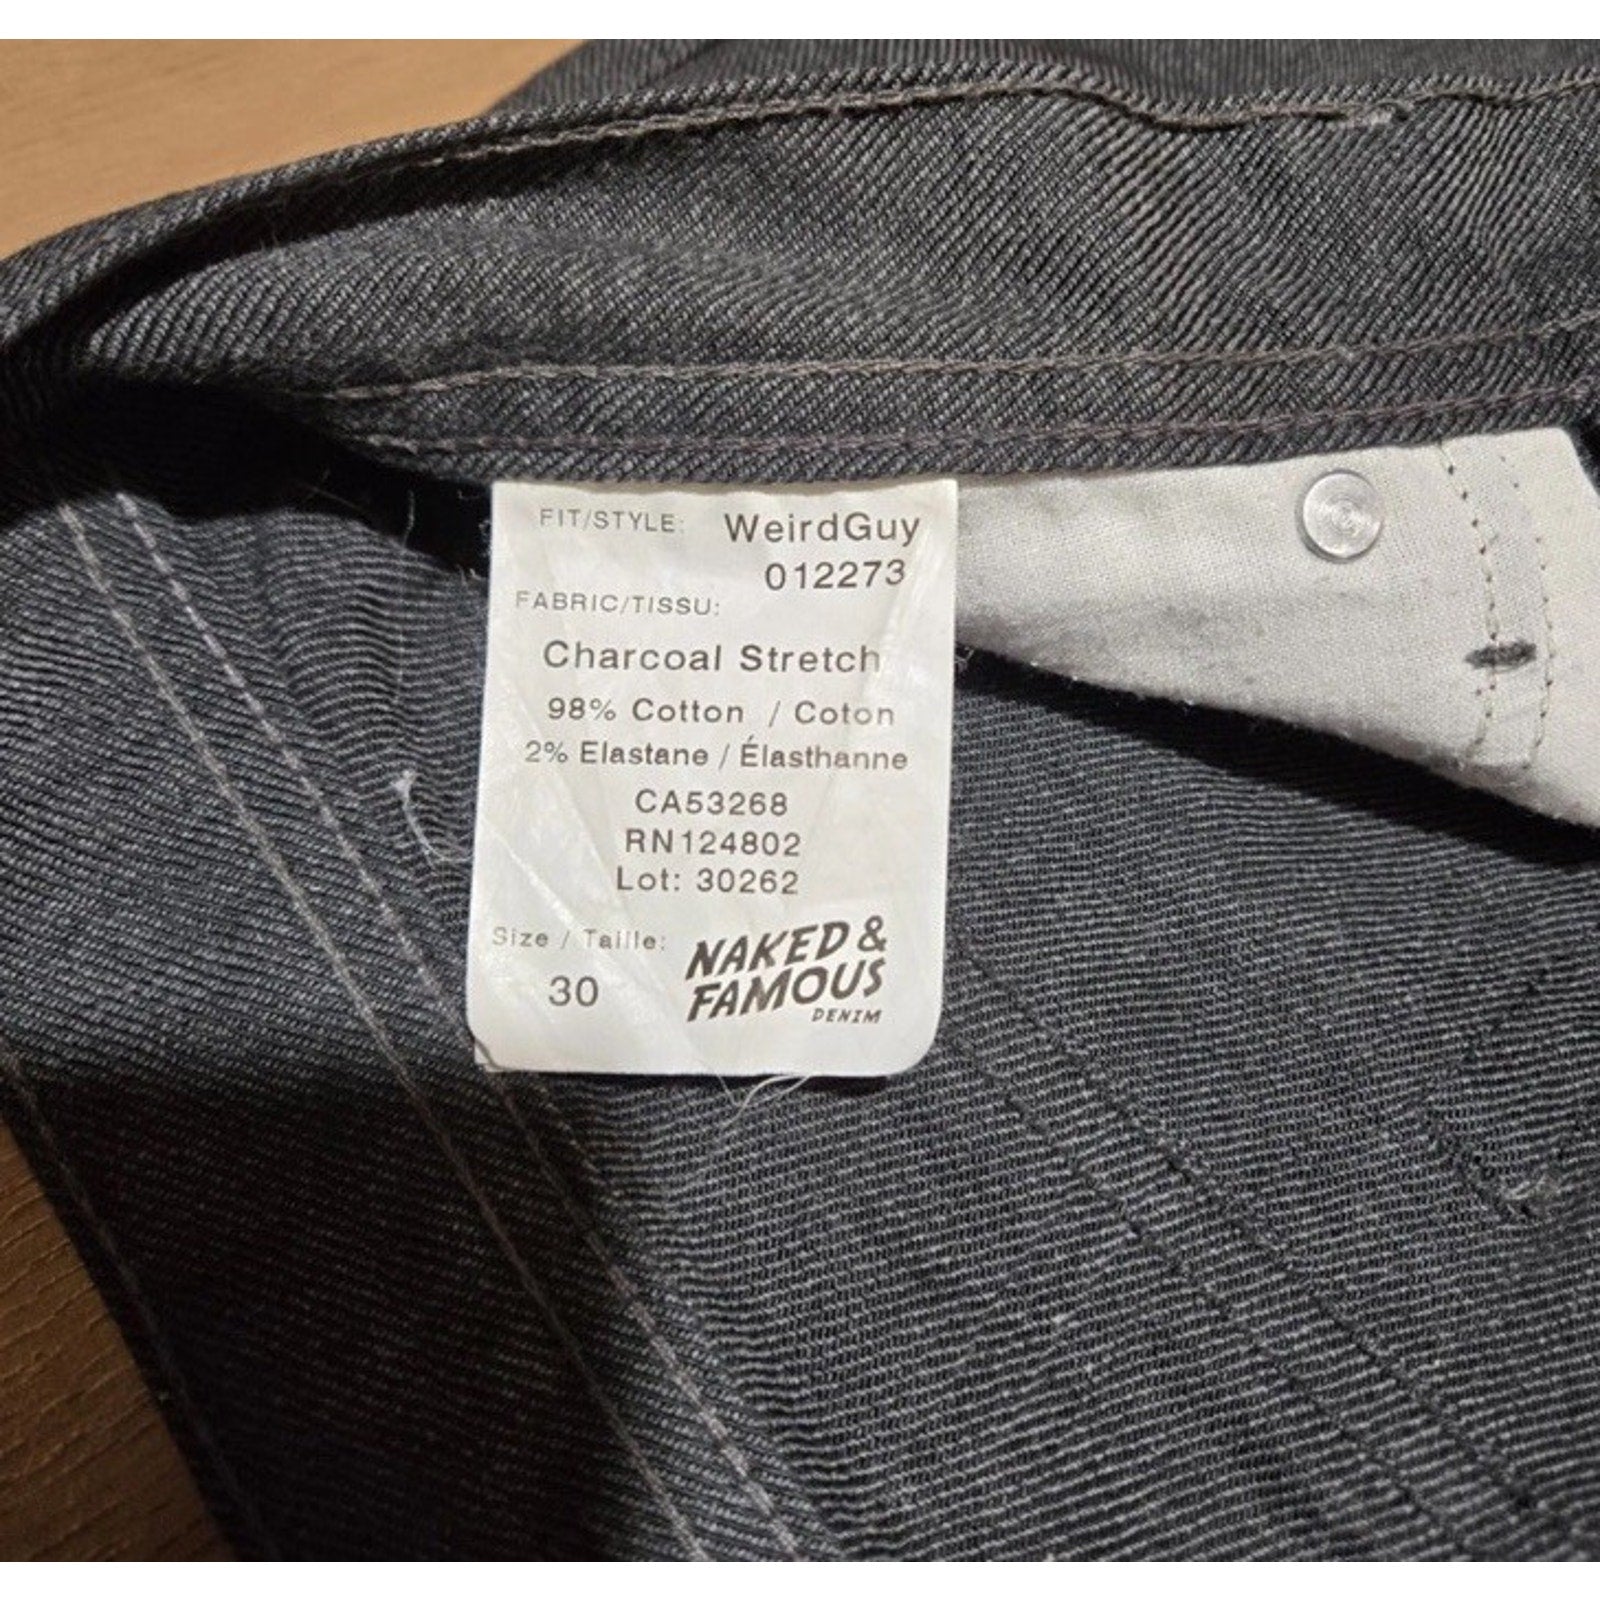 FIT/STYLE: WeirdGuy
012273
FABRIC/TISSU:
Charcoal Stretch
98% Cotton / Coton
2% Elastane / Élasthanne
CA53268
RN124802
Lot: 30262
Size / Taille:
30
NAKED &
FAMOUS
DENIM